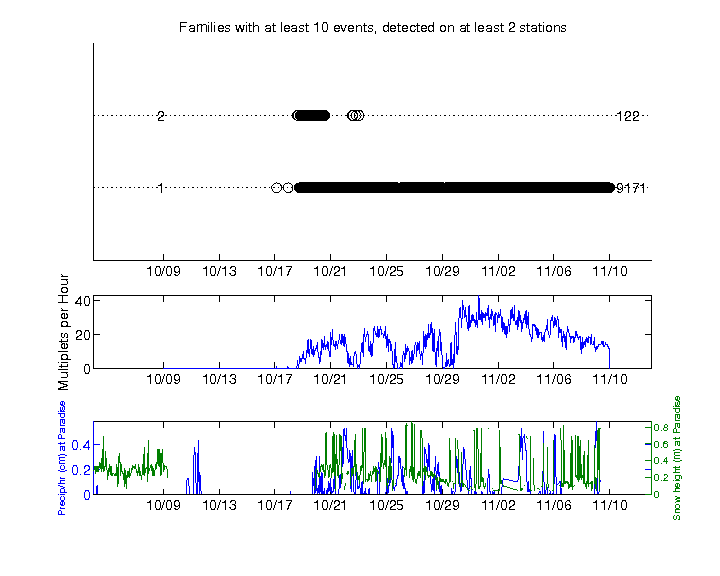 Families with at least 10 events, detected on at least 2 stations
2 122
1 9171
10/09 10/13 10/17 10/21 10/25 10/29 11/02 11/06 11/10
Multiplets per Hour
40
20
0
10/09 10/13 10/17 10/21 10/25 10/29 11/02 11/06 11/10
Precip/hr (cm) at Paradise
0.4
0.2
0
0.8
0.6
0.4
0.2
0
Snow height (m) at Paradise
10/09 10/13 10/17 10/21 10/25 10/29 11/02 11/06 11/10